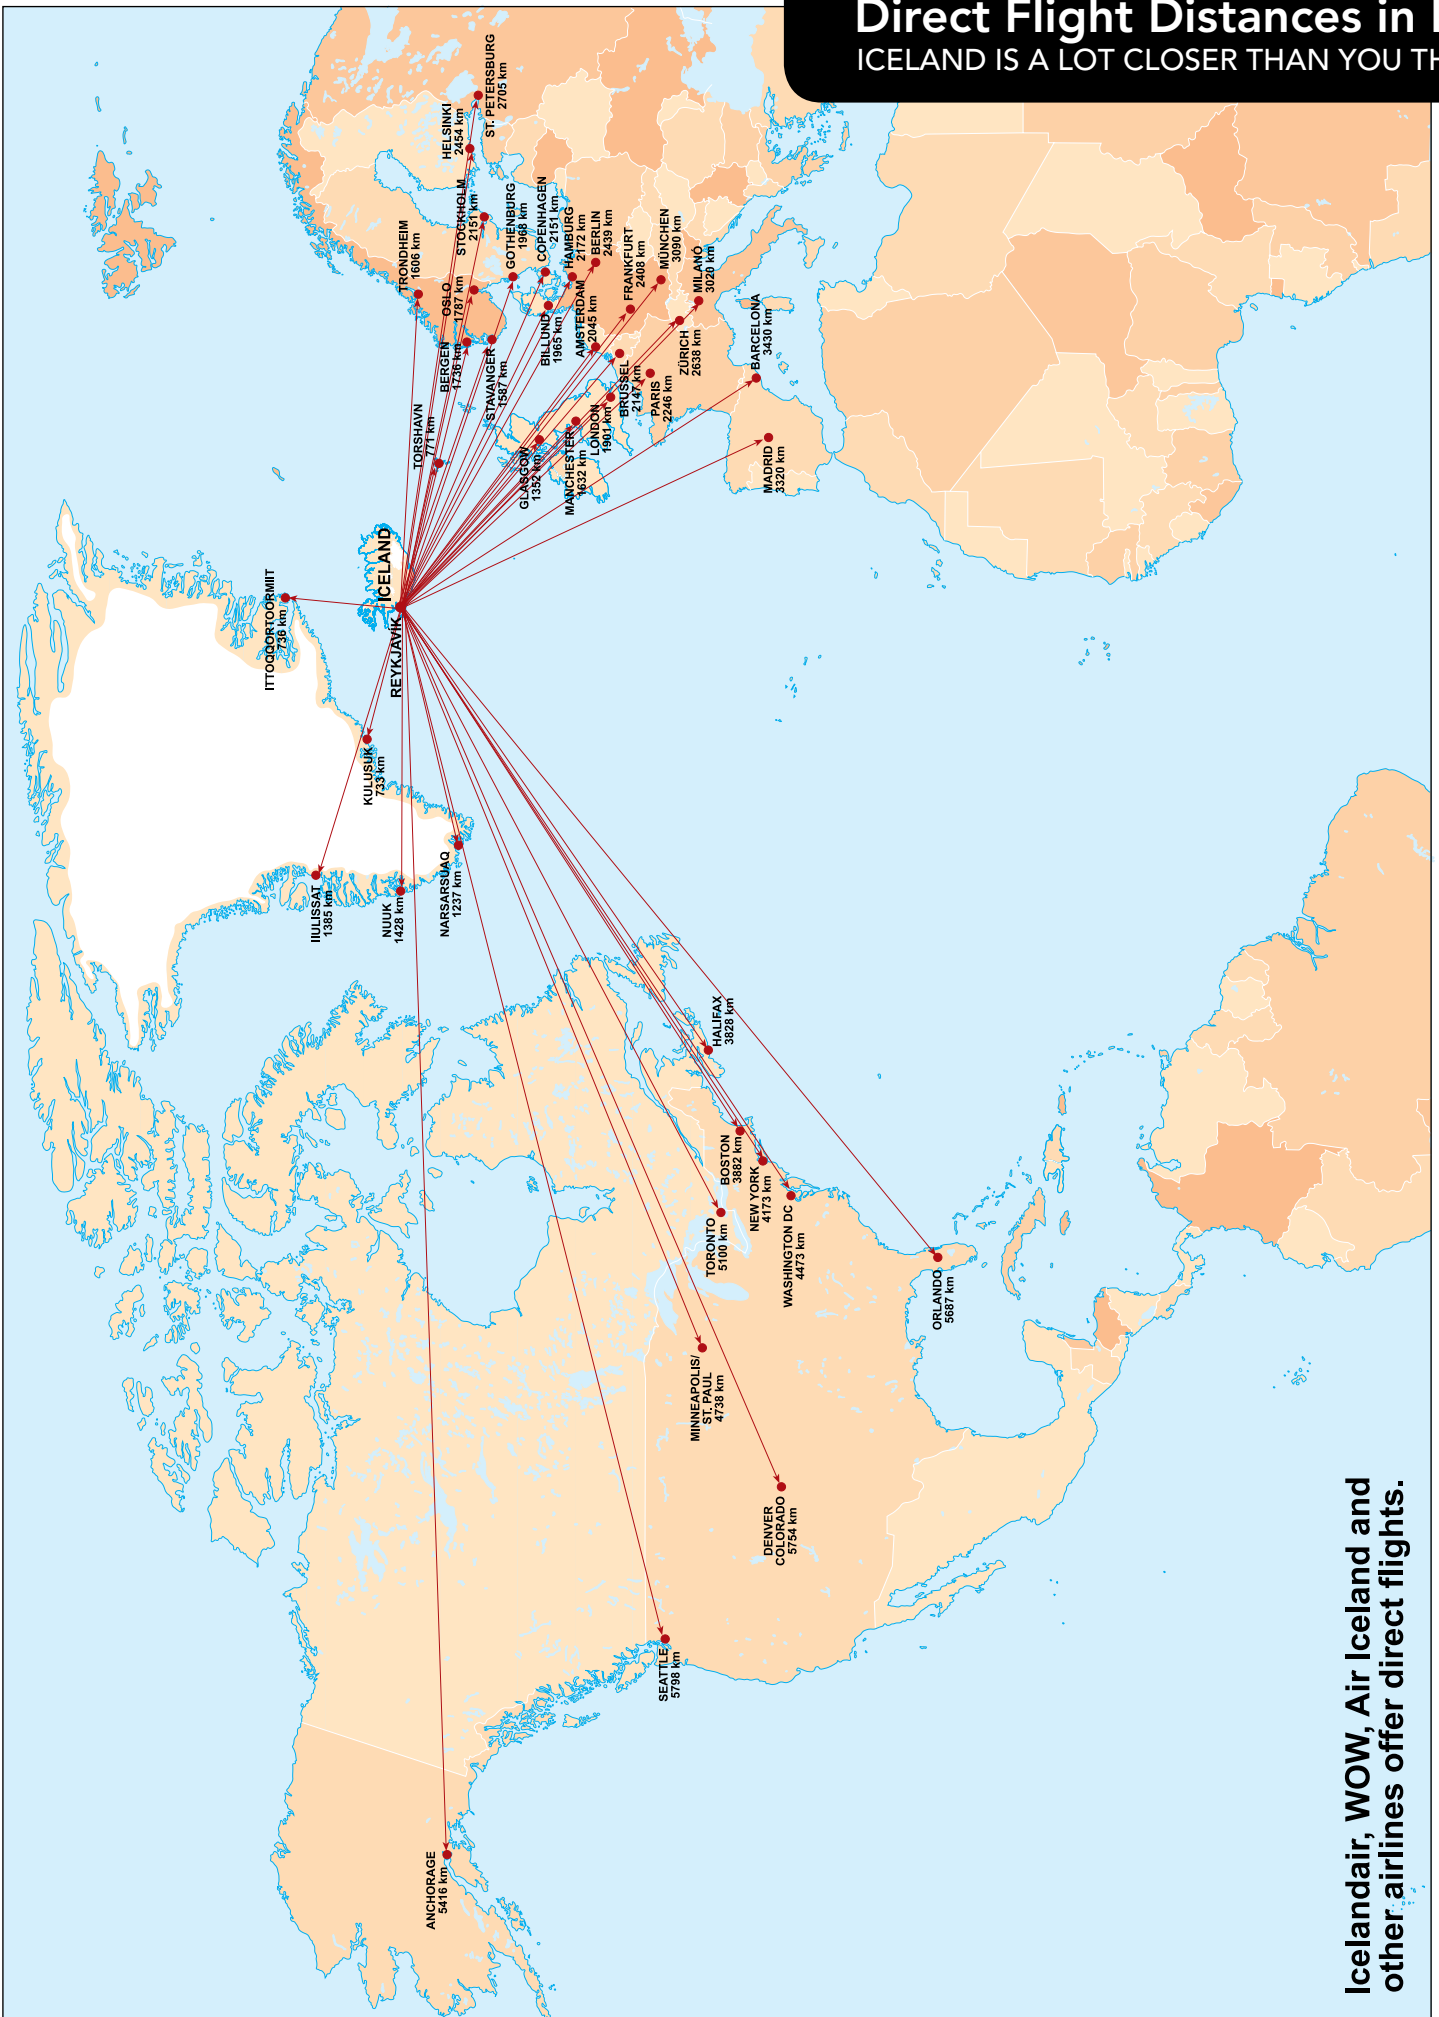 Direct Flight Distances in
ICELAND IS A LOT CLOSER THAN YOU
ST. PETERSBURG
2705 km
HELSINKI
2454 km
STOCKHOLM
2151 km
GOTHENBURG
1968 km
COPENHAGEN
2151 km
HAMBURG
2172 km
BERLIN
2439 km
TRONDHEIM
1606 km
OSLO
1787 km
BERGEN
1736 km
STAVANGER
1587 km
BILLUND
1965 km
AMSTERDAM
2045 km
FRANKFURT
2408 km
MÜNCHEN
3090 km
MILANÓ
3020 km
ZÜRICH
2638 km
BRUSSEL
2147 km
PARIS
2246 km
BARCELONA
3430 km
MADRID
3320 km
LONDON
1901 km
MANCHESTER
1632 km
GLASGOW
1352 km
TORSHAVN
771 km
ICELAND
REYKJAVÍK
ITTOQQORTOORMIIT
736 km
KULUSUK
733 km
IIULISSAT
1385 km
NUUK
1428 km
NARSARSUAQ
1237 km
HALIFAX
3828 km
BOSTON
3882 km
NEW YORK
4173 km
WASHINGTON DC
4473 km
TORONTO
5100 km
ORLANDO
5687 km
MINNEAPOLIS/
ST. PAUL
4738 km
DENVER
COLORADO
5754 km
SEATTLE
5798 km
ANCHORAGE
5416 km
Icelandair, WOW, Air Iceland and
other airlines offer direct flights.